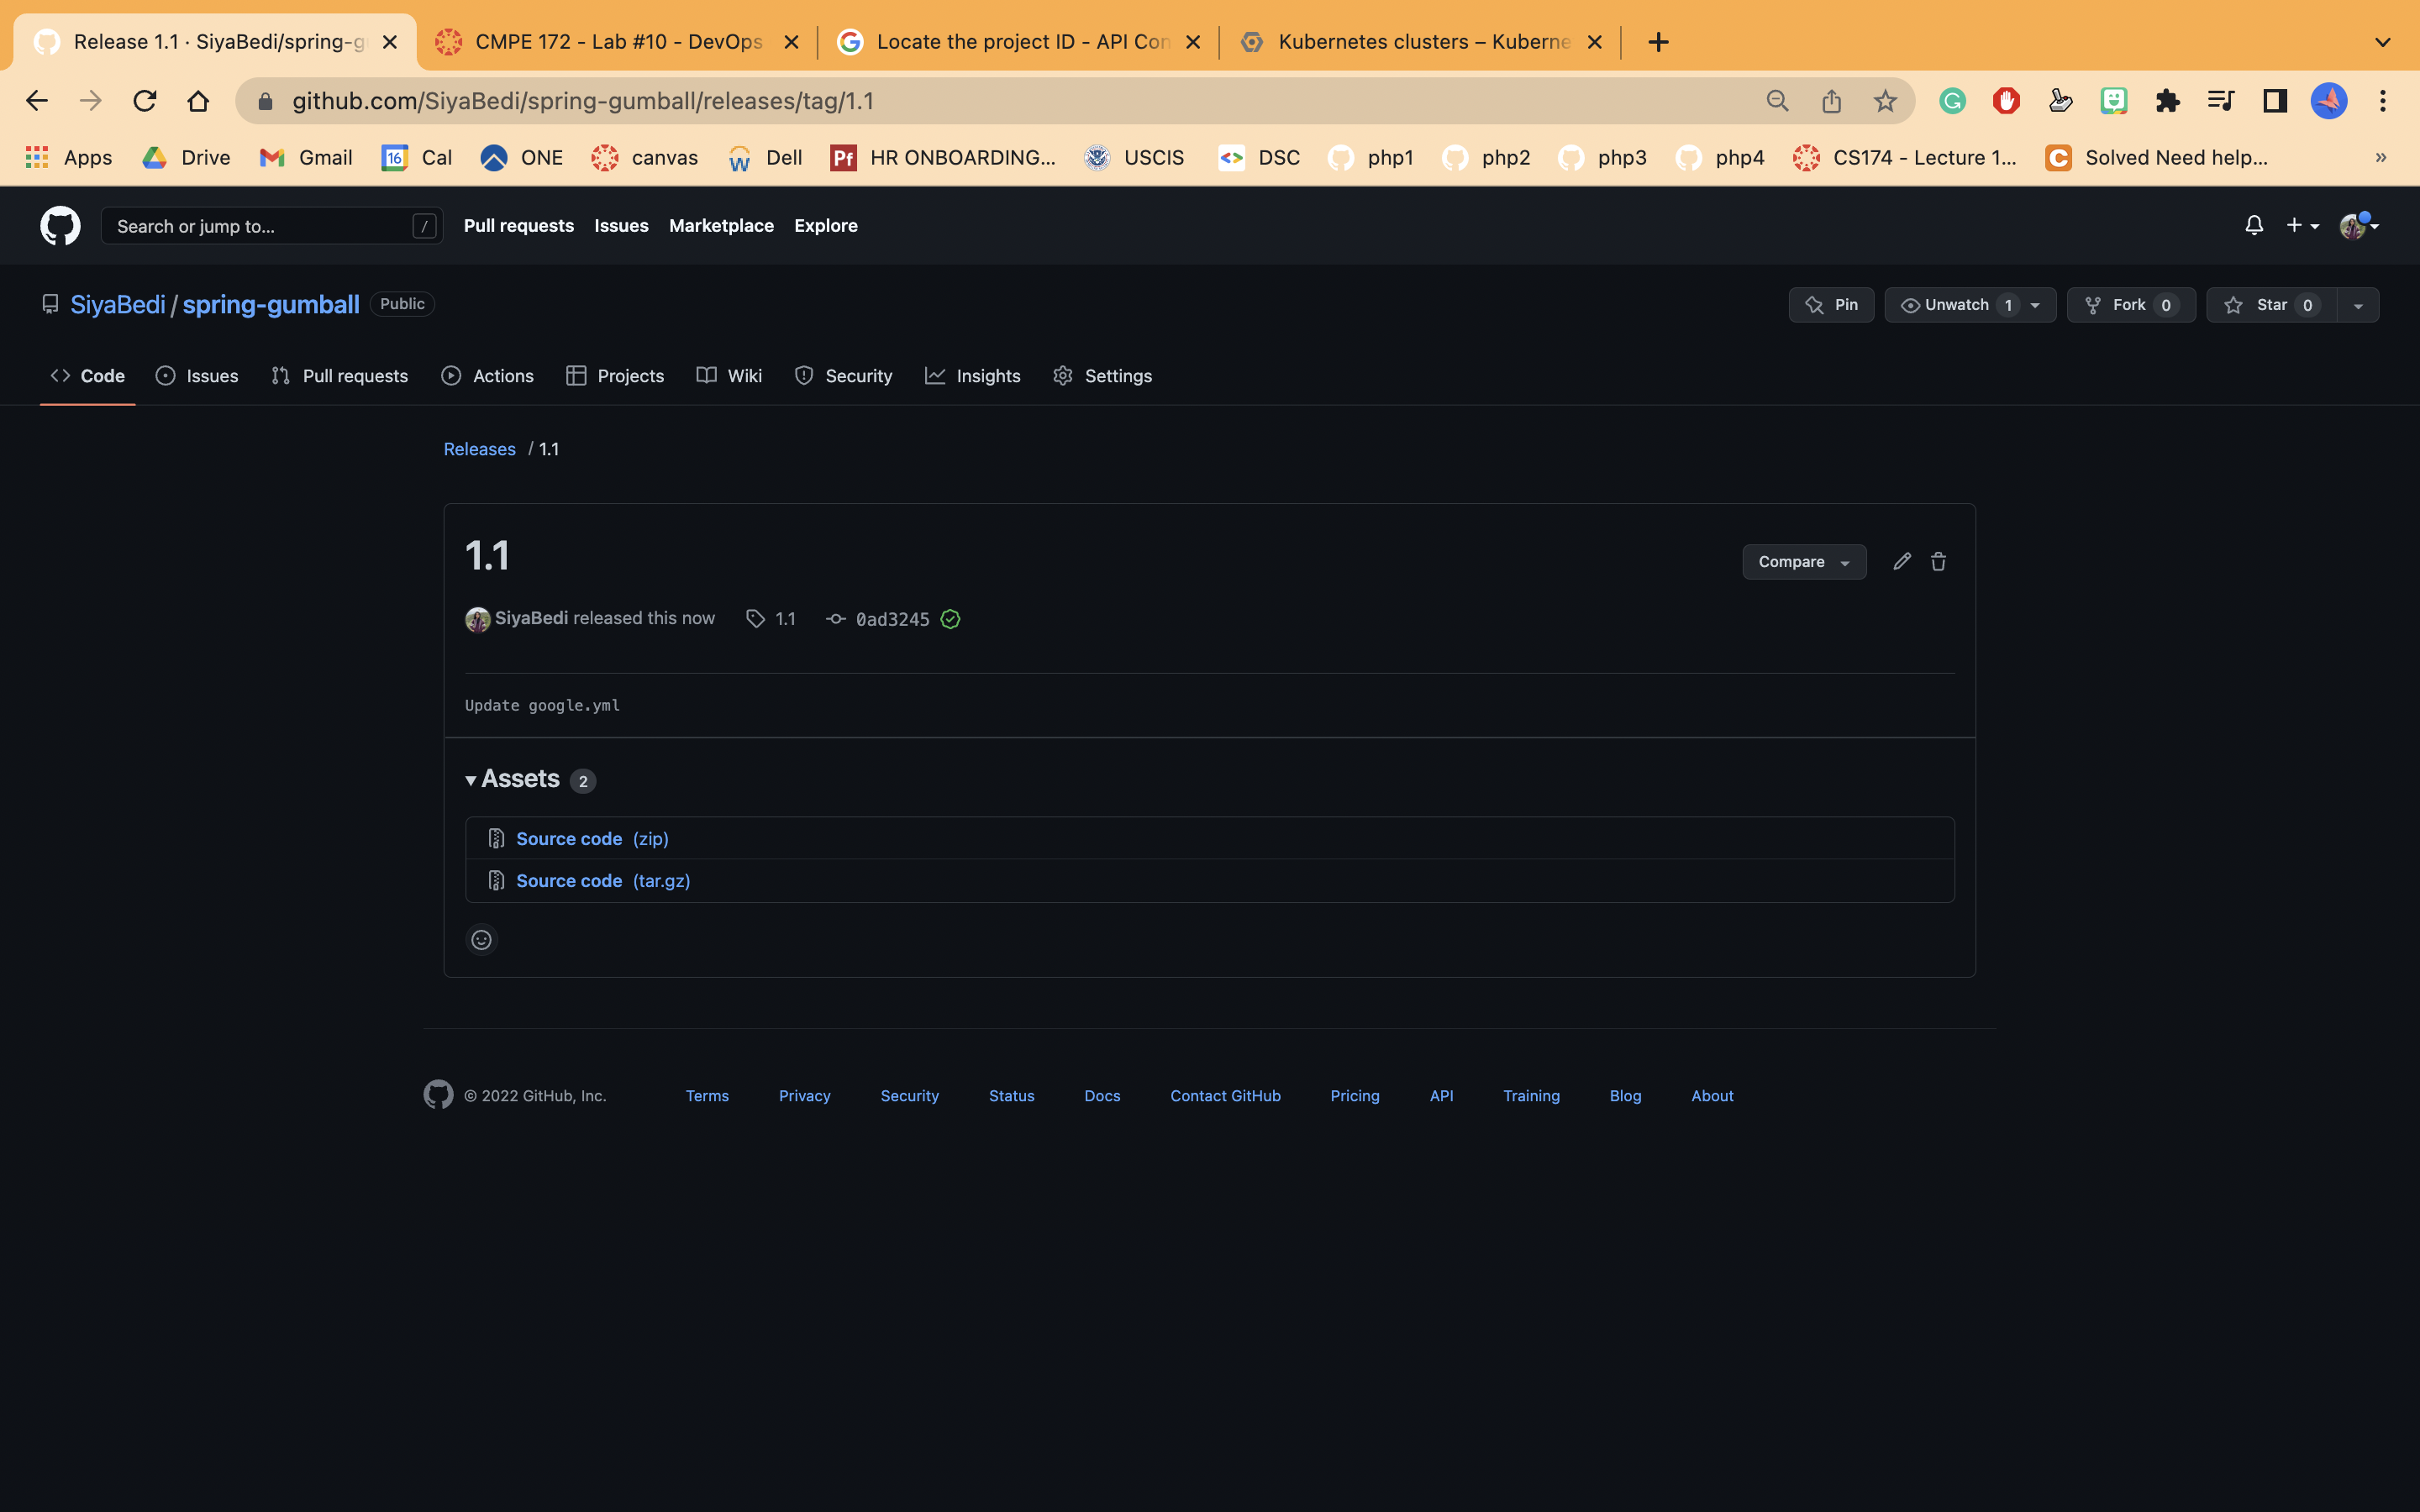 Release 1.1 · SiyaBedi/spring-g
CMPE 172 - Lab #10 - DevOps
Locate the project ID - API Con
Kubernetes clusters – Kuberne
github.com/SiyaBedi/spring-gumball/releases/tag/1.1
Apps Drive Gmail 16 Cal ONE canvas Dell Pf HR ONBOARDING... USCIS DSC php1 php2 php3 php4 CS174 - Lecture 1... C Solved Need help... »
Search or jump to... / Pull requests Issues Marketplace Explore
SiyaBedi / spring-gumball Public
Pin Unwatch 1 Fork 0 Star 0
Code Issues Pull requests Actions Projects Wiki Security Insights Settings
Releases / 1.1
1.1
Compare
SiyaBedi released this now 1.1 0ad3245
Update google.yml
Assets 2
Source code (zip)
Source code (tar.gz)
© 2022 GitHub, Inc. Terms Privacy Security Status Docs Contact GitHub Pricing API Training Blog About